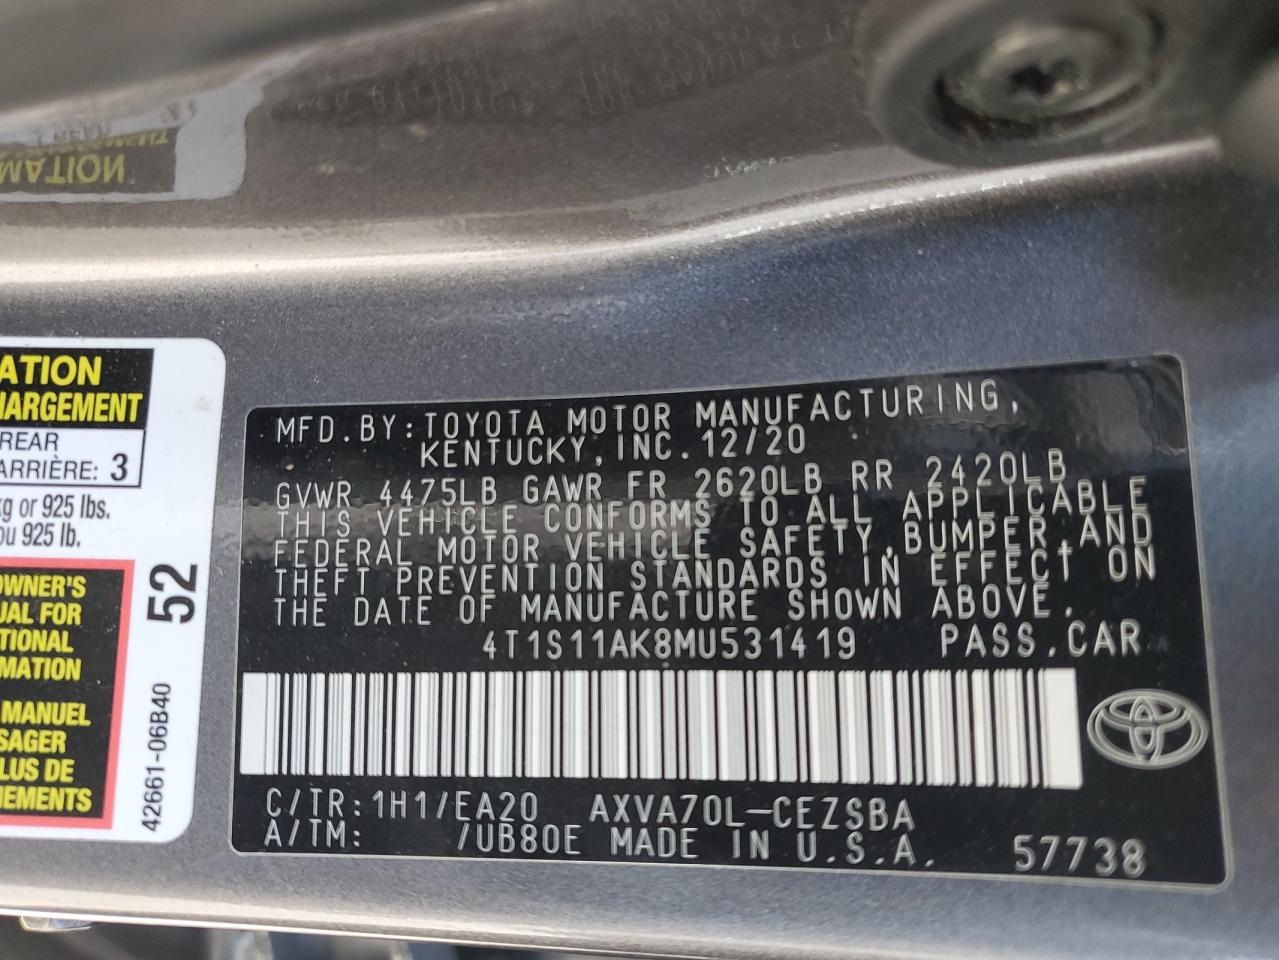 ATION
HARGEMENT
REAR
ARRIÈRE: 3
kg or 925 lbs.
ou 925 lb.
OWNER'S
UAL FOR
TIONAL
RMATION
MANUEL
SAGER
LUS DE
NEMENTS
52
42661-06B40
MFD.BY:TOYOTA MOTOR MANUFACTURING,
KENTUCKY,INC.12/20
GVWR 4475LB GAWR FR 2620LB RR 2420LB
THIS VEHICLE CONFORMS TO ALL APPLICABLE
FEDERAL MOTOR VEHICLE SAFETY,BUMPER,AND
THEFT PREVENTION STANDARDS IN EFFECT ON
THE DATE OF MANUFACTURE SHOWN ABOVE.
4T1S11AK8MU531419 PASS.CAR
C/TR:1H1/EA20 AXVA70L-CEZSBA
A/TM: /UB80E MADE IN U.S.A. 57738
MATION